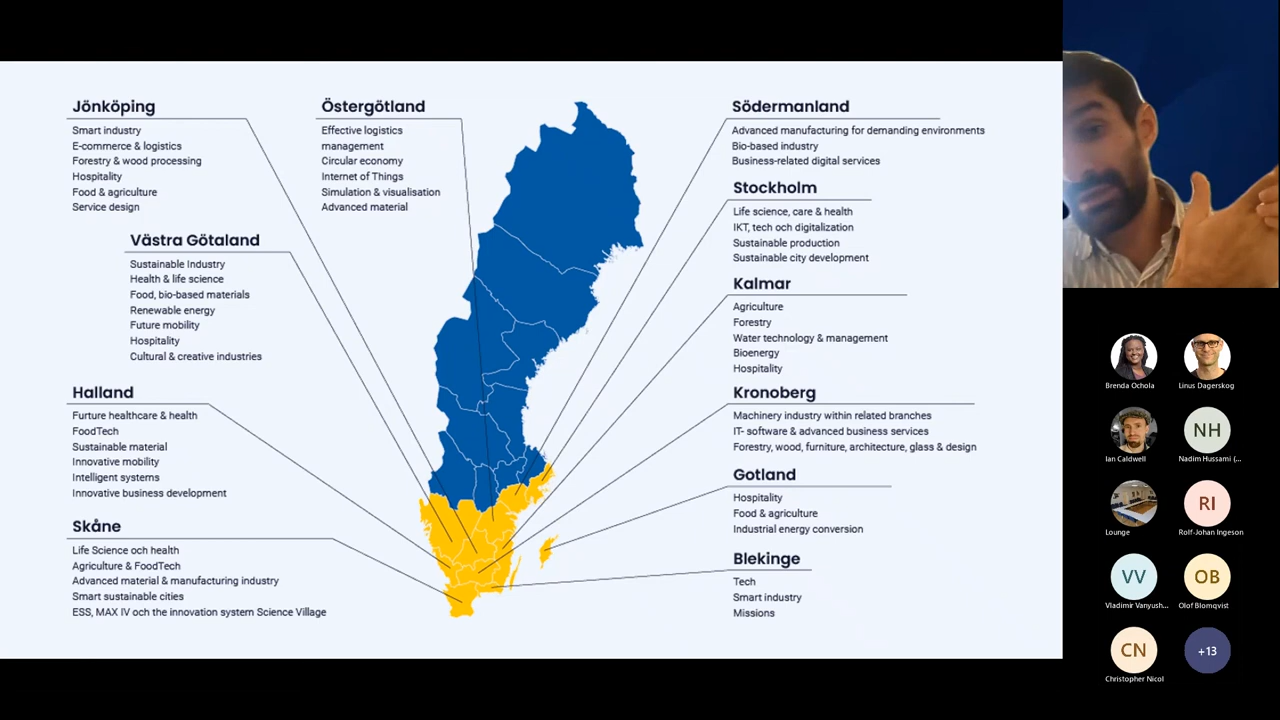 Jönköping
Smart industry
E-commerce & logistics
Forestry & wood processing
Hospitality
Food & agriculture
Service design
Östergötland
Effective logistics
management
Circular economy
Internet of Things
Simulation & visualisation
Advanced material
Västra Götaland
Sustainable Industry
Health & life science
Food, bio-based materials
Renewable energy
Future mobility
Hospitality
Cultural & creative industries
Halland
Furture healthcare & health
FoodTech
Sustainable material
Innovative mobility
Intelligent systems
Innovative business development
Skåne
Life Science och health
Agriculture & FoodTech
Advanced material & manufacturing industry
Smart sustainable cities
ESS, MAX IV och the innovation system Science Village
Södermanland
Advanced manufacturing for demanding environments
Bio-based industry
Business-related digital services
Stockholm
Life science, care & health
IKT, tech och digitalization
Sustainable production
Sustainable city development
Kalmar
Agriculture
Forestry
Water technology & management
Bioenergy
Hospitality
Kronoberg
Machinery industry within related branches
IT- software & advanced business services
Forestry, wood, furniture, architecture, glass & design
Gotland
Hospitality
Food & agriculture
Industrial energy conversion
Blekinge
Tech
Smart industry
Missions
Brenda Ochola
Linus Dagerskog
Ian Caldwell
NH
Nadim Hussami (...
Lounge
RI
Rolf-Johan Ingeson
VV
Vladimir Vanyush...
OB
Olof Blomqvist
CN
Christopher Nicol
+13